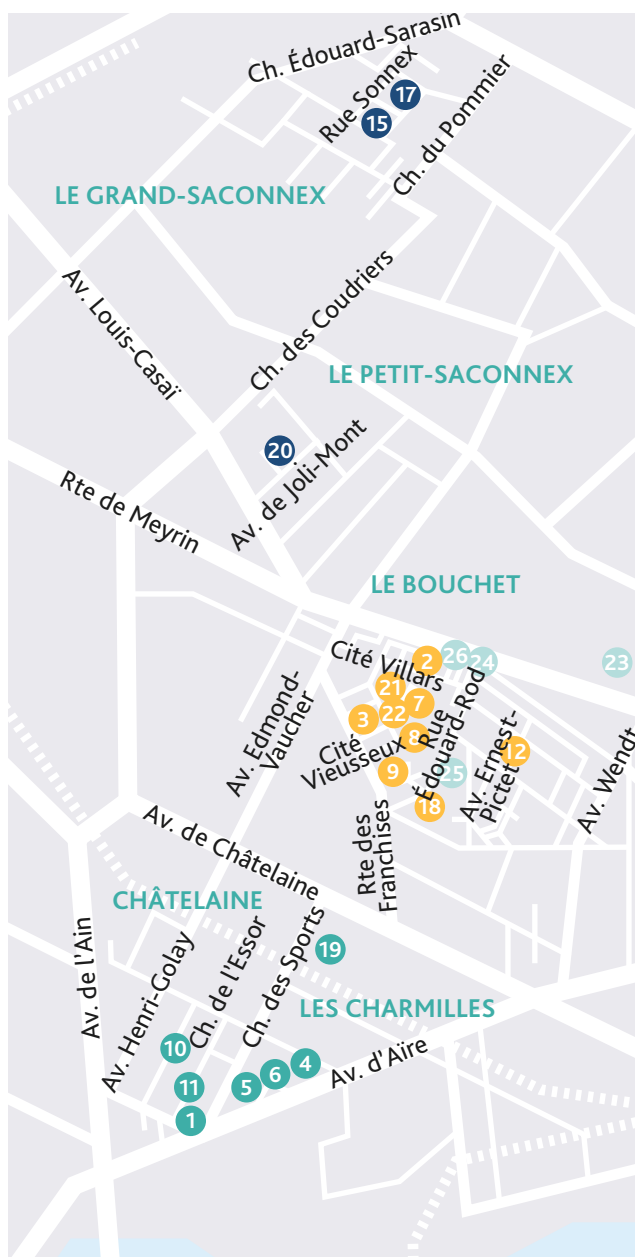 Ch. Édouard-Sarasin
Rue Sonnex
17
15
Ch. du Pommier
LE GRAND-SACONNEX
Av. Louis-Casaï
Ch. des Coudriers
LE PETIT-SACONNEX
20
Av. de Joli-Mont
Rte de Meyrin
LE BOUCHET
Cité Villars
2
26
24
23
21
7
22
3
8
Rue
Édouard-Rod
Cité
Vieusseux
9
25
18
12
Av. Ernest-
Pictet
Av. Wendt
Av. Edmond-
Vaucher
Rte des
Franchises
Av. de Châtelaine
CHÂTELAINE
Av. de l'Ain
Av. Henri-Golay
Ch. de l'Essor
Ch. des Sports
19
LES CHARMILLES
10
11
5
6
4
1
Av. d'Aïre